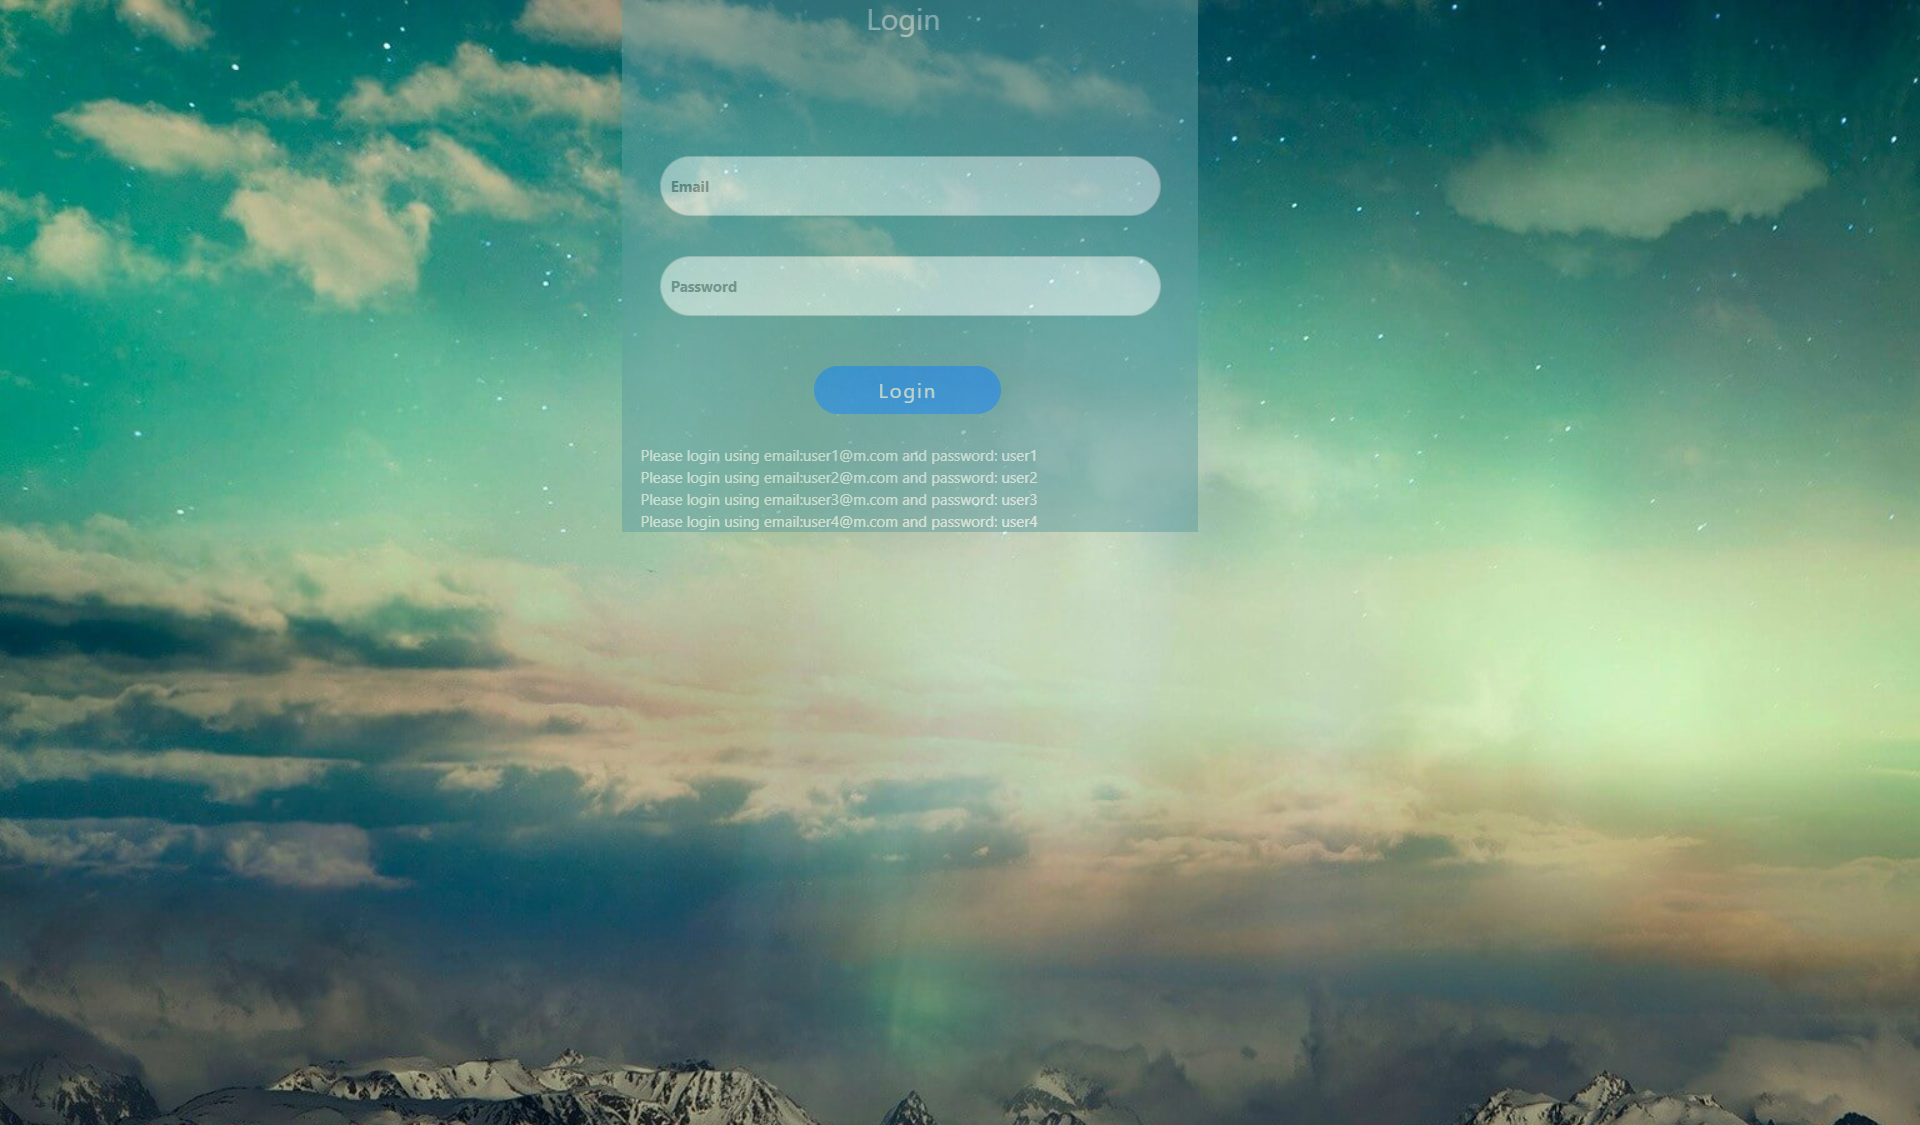 Login
Email
Password
Login
Please login using email:user1@m.com and password: user1
Please login using email:user2@m.com and password: user2
Please login using email:user3@m.com and password: user3
Please login using email:user4@m.com and password: user4